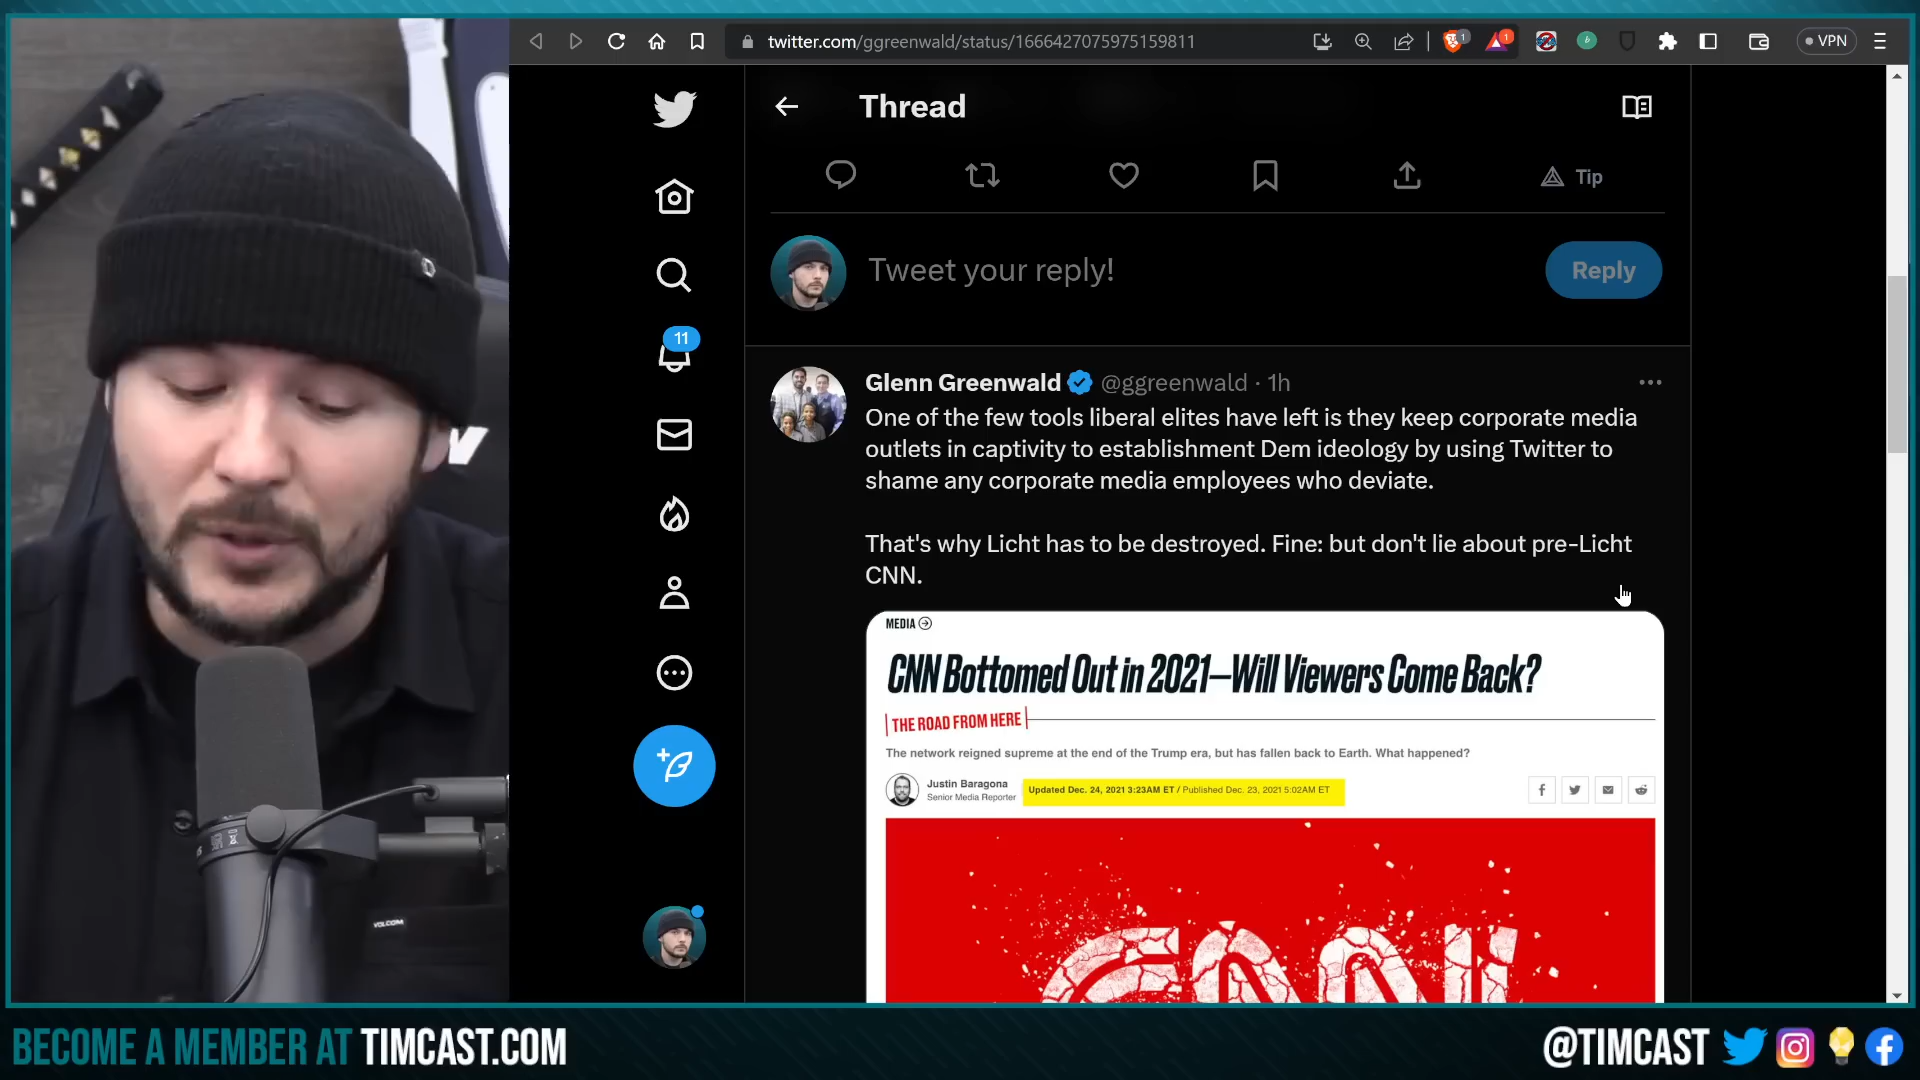 twitter.com/ggreenwald/status/1666427075975159811
1
1
VPN
Thread
Tip
Tweet your reply!
Reply
11
Glenn Greenwald @ggreenwald · 1h
One of the few tools liberal elites have left is they keep corporate media
outlets in captivity to establishment Dem ideology by using Twitter to
shame any corporate media employees who deviate.
That's why Licht has to be destroyed. Fine: but don't lie about pre-Licht
CNN.
MEDIA
CNN Bottomed Out in 2021—Will Viewers Come Back?
THE ROAD FROM HERE
The network reigned supreme at the end of the Trump era, but has fallen back to Earth. What happened?
Justin Baragona
Senior Media Reporter
Updated Dec. 24, 2021 3:23AM ET / Published Dec. 23, 2021 5:02AM ET
CNN
VOLCOM
BECOME A MEMBER AT TIMCAST.COM
@TIMCAST